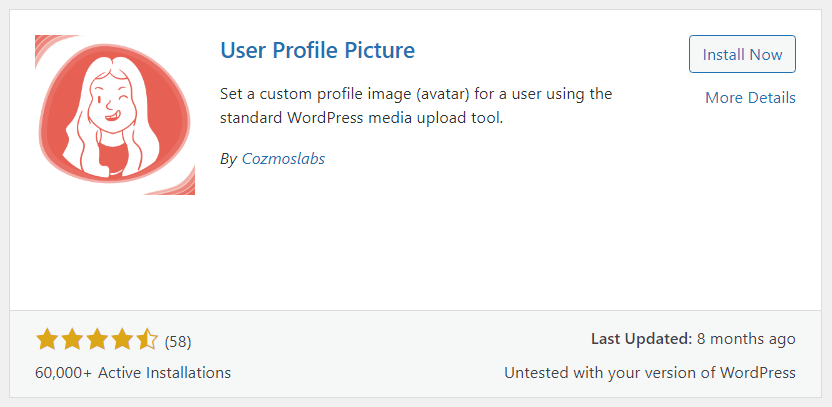 User Profile Picture
Install Now
More Details
Set a custom profile image (avatar) for a user using the
standard WordPress media upload tool.
By Cozmoslabs
(58)
60,000+ Active Installations
Last Updated: 8 months ago
Untested with your version of WordPress